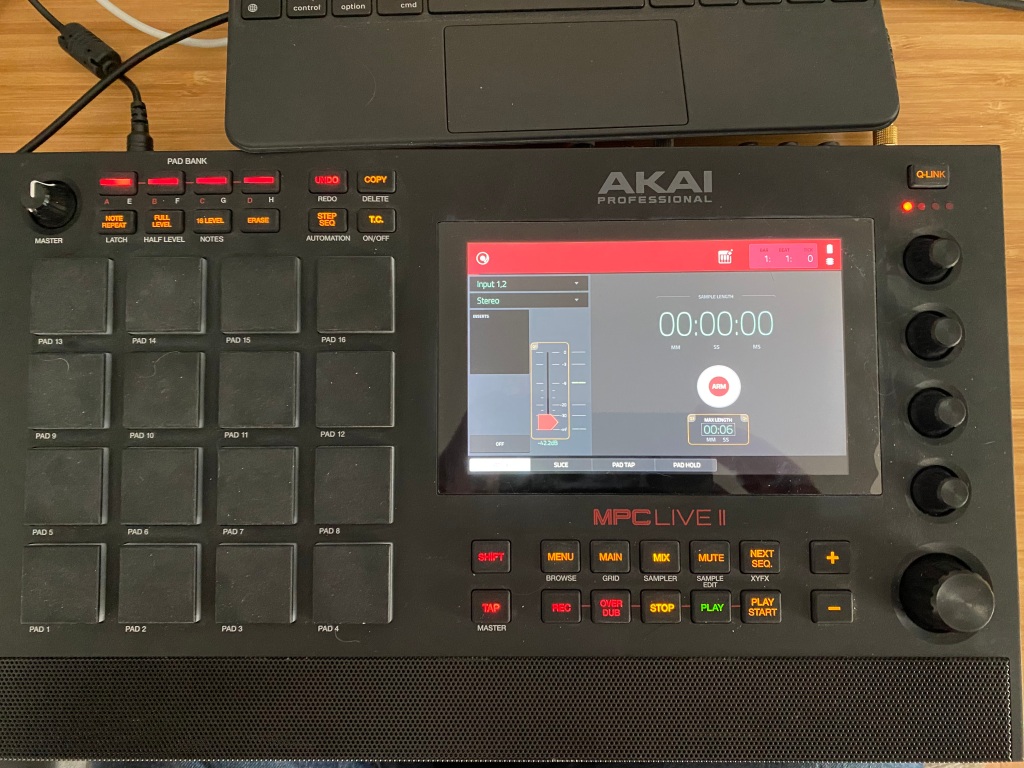 control option cmd
PAD BANK
A E B F C G D H
MASTER
NOTE REPEAT
FULL LEVEL
16 LEVEL
ERASE
LATCH
HALF LEVEL
NOTES
UNDO
COPY
REDO
DELETE
STEP SEQ
T.C.
AUTOMATION
ON/OFF
AKAI
PROFESSIONAL
Q-LINK
PAD 13
PAD 14
PAD 15
PAD 16
PAD 9
PAD 10
PAD 11
PAD 12
PAD 5
PAD 6
PAD 7
PAD 8
PAD 1
PAD 2
PAD 3
PAD 4
1: 1: 0
Input 1,2
Stereo
INSERTS
OFF
-42.2dB
SAMPLE LENGTH
00:00:00
MM SS MS
ARM
MAX LENGTH
00:06
MM SS
SLICE
PAD TAP
PAD HOLD
MPC LIVE II
SHIFT
MENU
MAIN
MIX
MUTE
NEXT SEQ.
+
BROWSE
GRID
SAMPLER
SAMPLE EDIT
XYFX
TAP
REC
OVER DUB
STOP
PLAY
PLAY START
−
MASTER